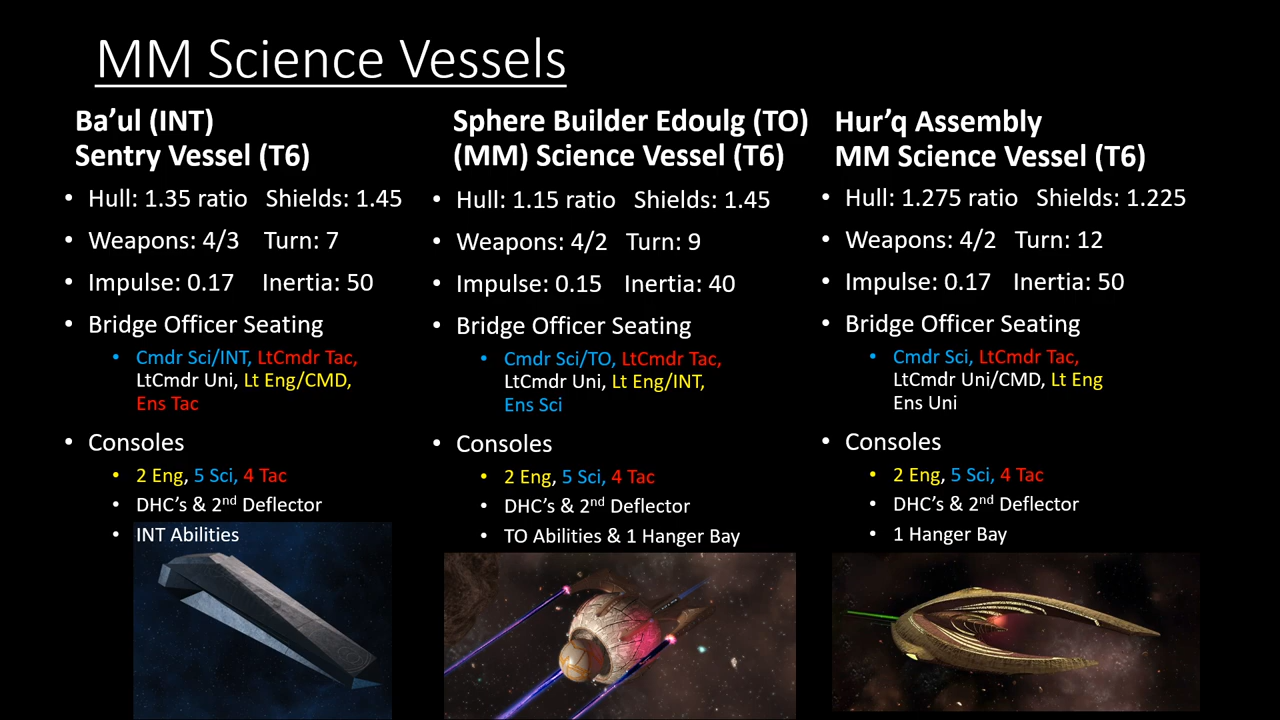 MM Science Vessels
Ba’ul (INT)
Sentry Vessel (T6)
• Hull: 1.35 ratio Shields: 1.45
• Weapons: 4/3 Turn: 7
• Impulse: 0.17 Inertia: 50
• Bridge Officer Seating
• Cmdr Sci/INT, LtCmdr Tac,
LtCmdr Uni, Lt Eng/CMD,
Ens Tac
• Consoles
• 2 Eng, 5 Sci, 4 Tac
• DHC’s & 2nd Deflector
• INT Abilities
Sphere Builder Edoulg (TO)
(MM) Science Vessel (T6)
• Hull: 1.15 ratio Shields: 1.45
• Weapons: 4/2 Turn: 9
• Impulse: 0.15 Inertia: 40
• Bridge Officer Seating
• Cmdr Sci/TO, LtCmdr Tac,
LtCmdr Uni, Lt Eng/INT,
Ens Sci
• Consoles
• 2 Eng, 5 Sci, 4 Tac
• DHC’s & 2nd Deflector
• TO Abilities & 1 Hanger Bay
Hur’q Assembly
MM Science Vessel (T6)
• Hull: 1.275 ratio Shields: 1.225
• Weapons: 4/2 Turn: 12
• Impulse: 0.17 Inertia: 50
• Bridge Officer Seating
• Cmdr Sci, LtCmdr Tac,
LtCmdr Uni/CMD, Lt Eng
Ens Uni
• Consoles
• 2 Eng, 5 Sci, 4 Tac
• DHC’s & 2nd Deflector
• 1 Hanger Bay